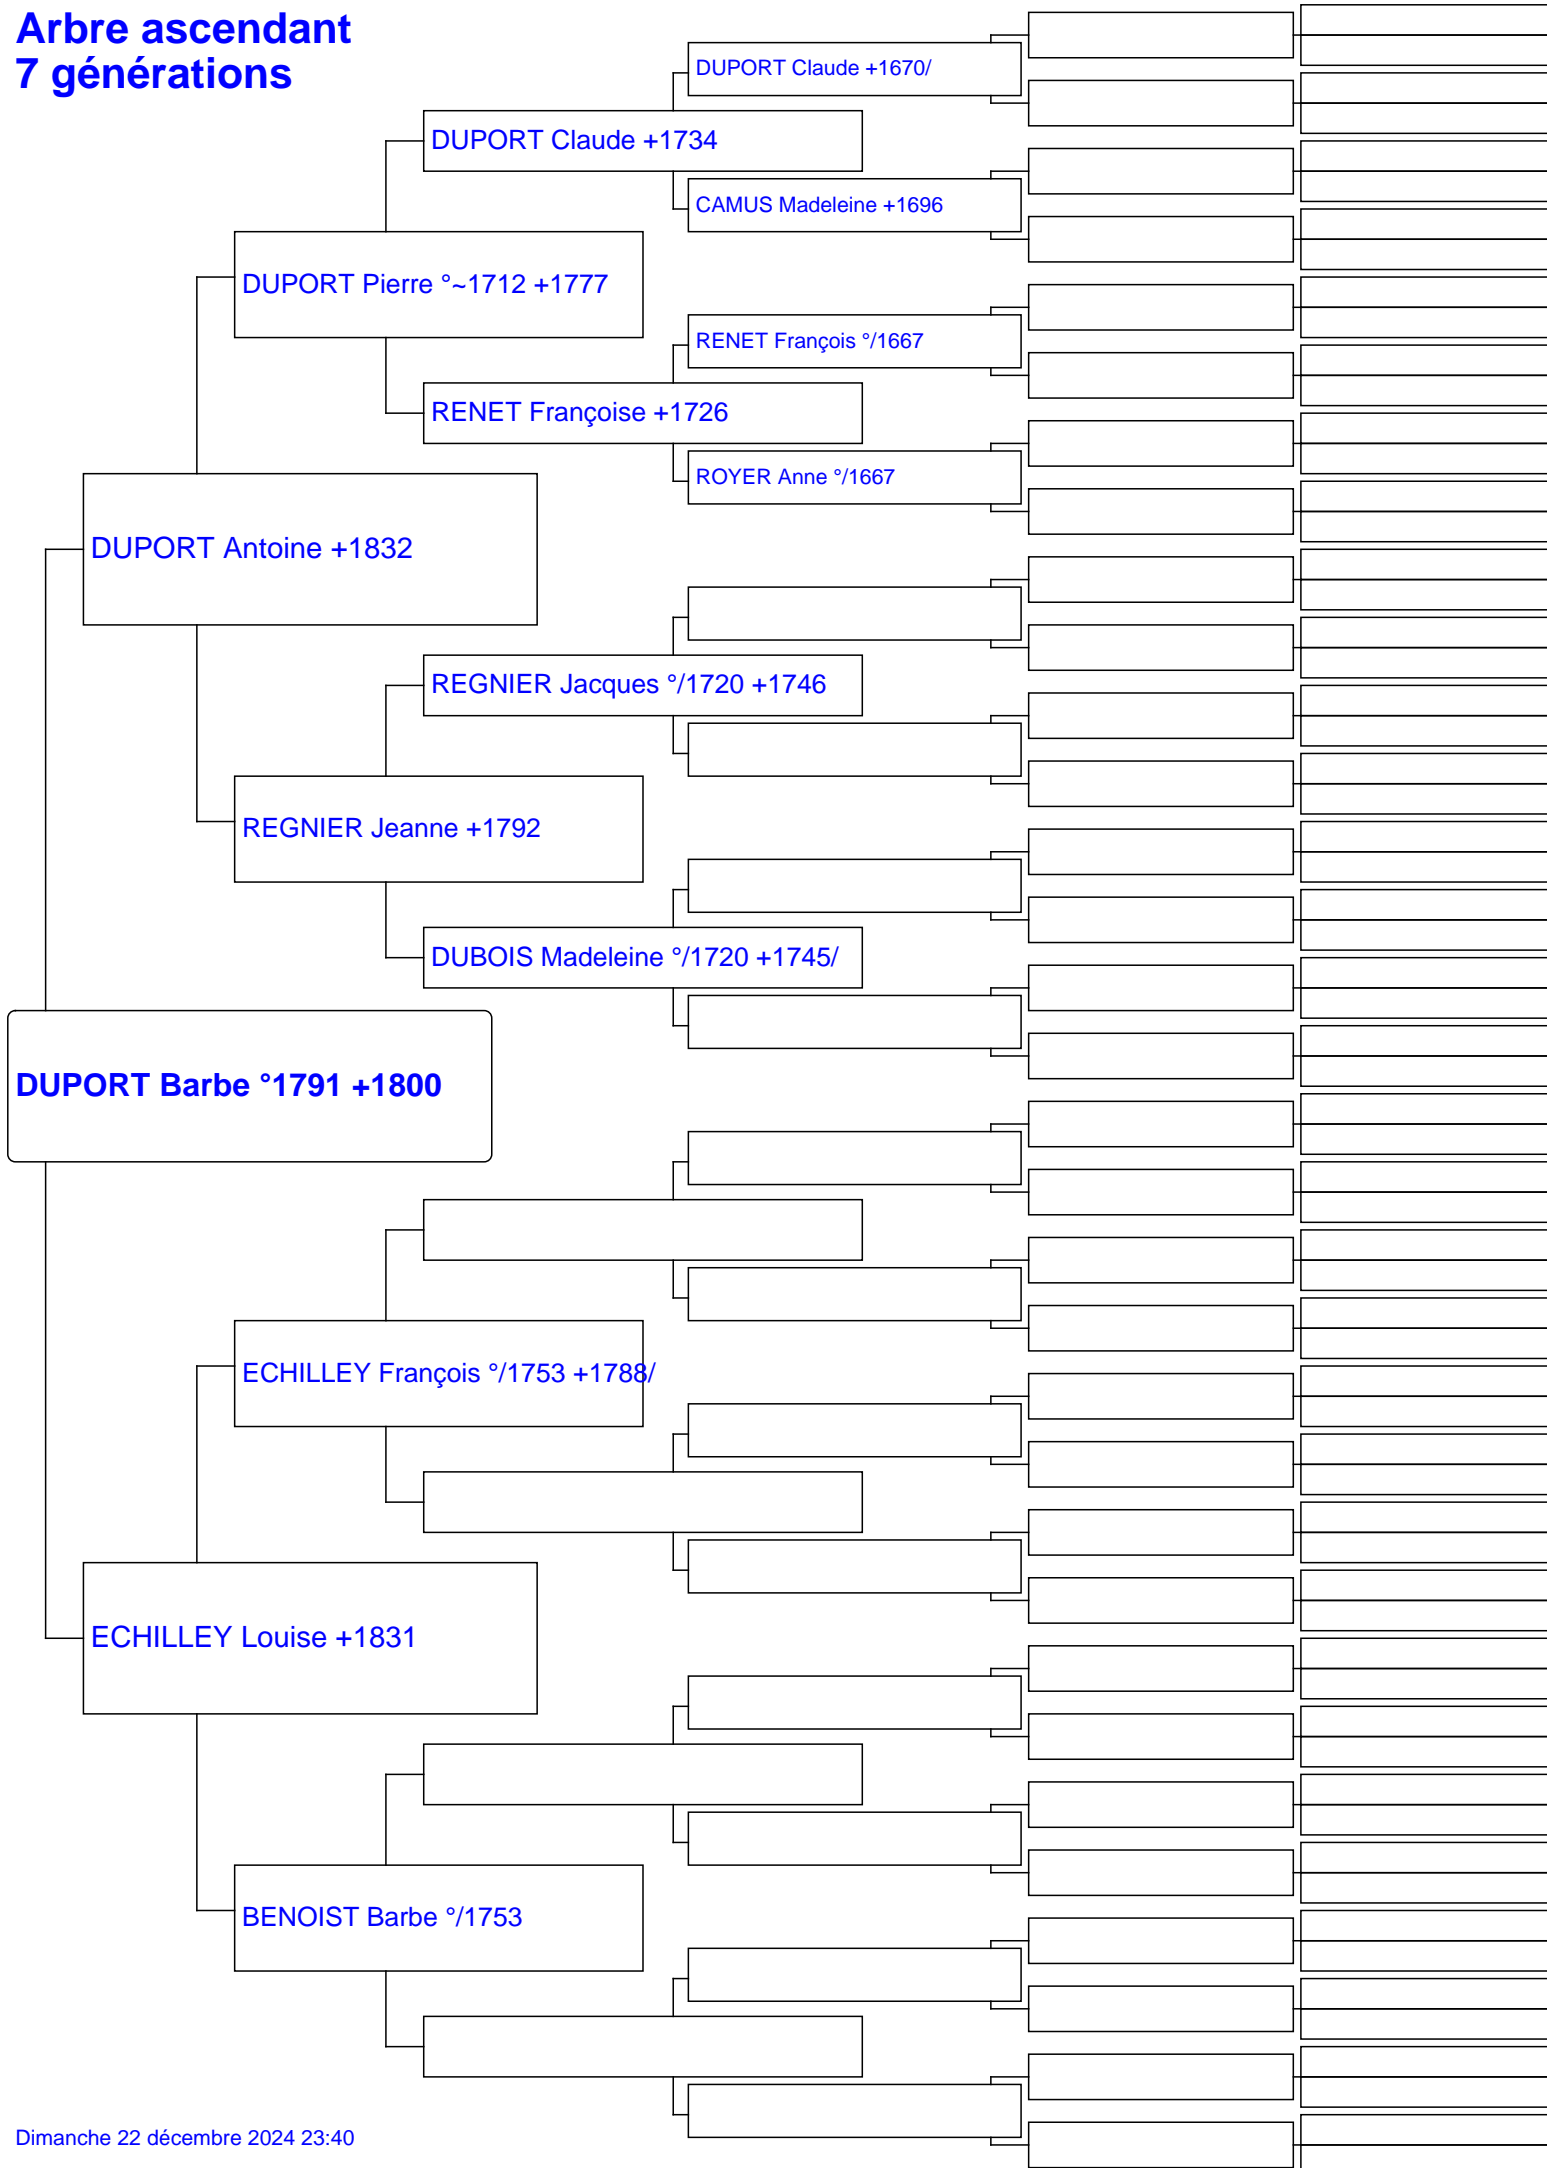 Arbre ascendant
7 générations
DUPORT Claude +1670/
DUPORT Claude +1734
CAMUS Madeleine +1696
DUPORT Pierre °~1712 +1777
RENET François °/1667
RENET Françoise +1726
ROYER Anne °/1667
DUPORT Antoine +1832
REGNIER Jacques °/1720 +1746
REGNIER Jeanne +1792
DUBOIS Madeleine °/1720 +1745/
DUPORT Barbe °1791 +1800
ECHILLEY François °/1753 +1788/
ECHILLEY Louise +1831
BENOIST Barbe °/1753
Dimanche 22 décembre 2024 23:40